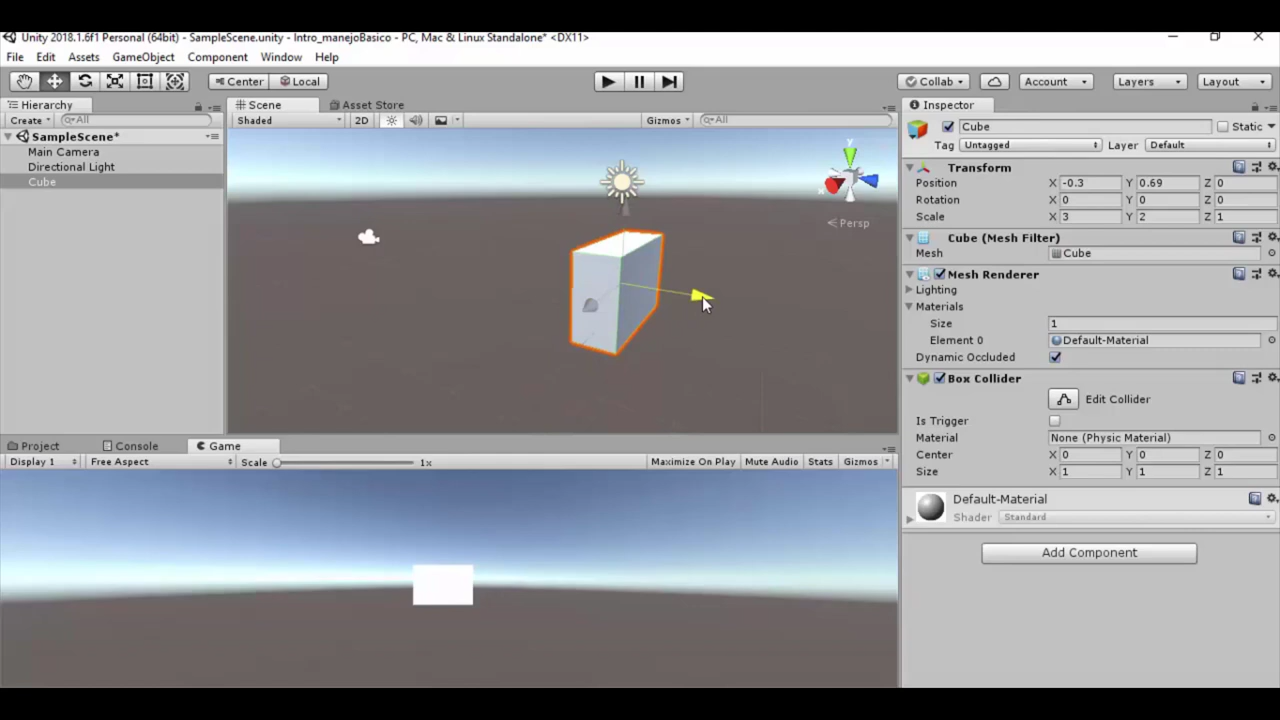 Unity 2018.1.6f1 Personal (64bit) - SampleScene.unity - Intro_manejoBasico - PC, Mac & Linux Standalone* <DX11>
File Edit Assets GameObject Component Window Help
Center Local Collab Account Layers Layout
Hierarchy
Create All
SampleScene*
Main Camera
Directional Light
Cube
Scene Asset Store
Shaded 2D Gizmos All
y
x
Persp
Project Console Game
Display 1 Free Aspect Scale 1x Maximize On Play Mute Audio Stats Gizmos
Inspector
Cube Static
Tag Untagged Layer Default
Transform
Position X -0.3 Y 0.69 Z 0
Rotation X 0 Y 0 Z 0
Scale X 3 Y 2 Z 1
Cube (Mesh Filter)
Mesh Cube
Mesh Renderer
Lighting
Materials
Size 1
Element 0 Default-Material
Dynamic Occluded
Box Collider
Edit Collider
Is Trigger
Material None (Physic Material)
Center X 0 Y 0 Z 0
Size X 1 Y 1 Z 1
Default-Material
Shader Standard
Add Component